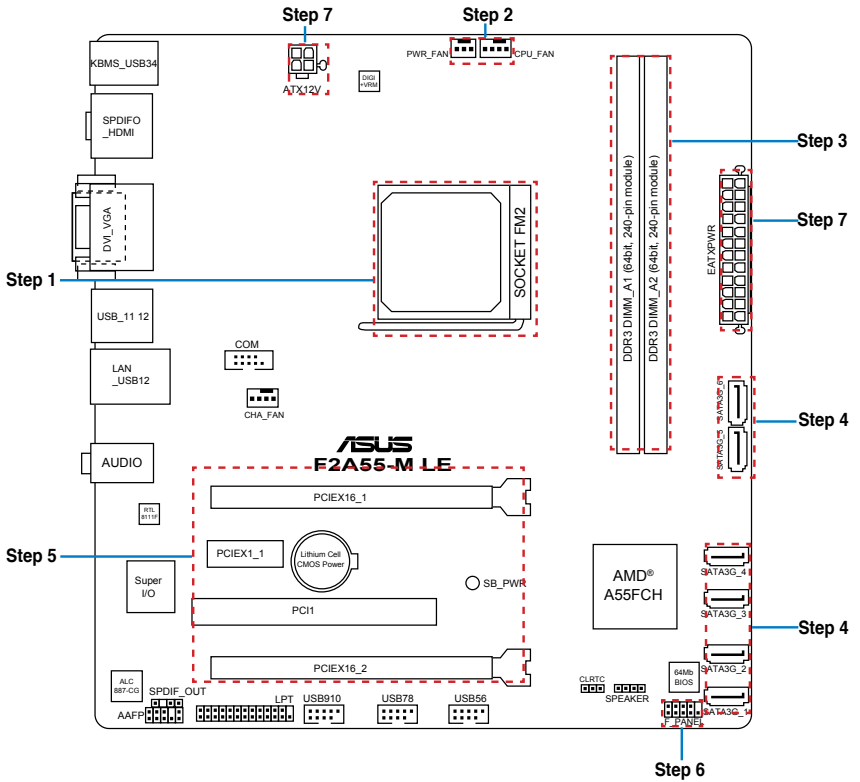 Step 7
Step 2
KBMS_USB34
ATX12V
DIGI
+VRM
PWR_FAN
CPU_FAN
SPDIFO
_HDMI
Step 3
DVI_VGA
SOCKET FM2
DDR3 DIMM_A1 (64bit, 240-pin module)
DDR3 DIMM_A2 (64bit, 240-pin module)
EATXPWR
Step 7
Step 1
USB_11 12
LAN
_USB12
COM
CHA_FAN
SATA3G_6
SATA3G_5
Step 4
AUDIO
ASUS
F2A55-M LE
PCIEX16_1
RTL
8111F
Step 5
PCIEX1_1
Lithium Cell
CMOS Power
SB_PWR
Super
I/O
PCI1
AMD®
A55FCH
SATA3G_4
SATA3G_3
Step 4
PCIEX16_2
SATA3G_2
64Mb
BIOS
ALC
887-CG
SPDIF_OUT
AAFP
LPT
USB910
USB78
USB56
CLRTC
SPEAKER
F_PANEL
SATA3G_1
Step 6